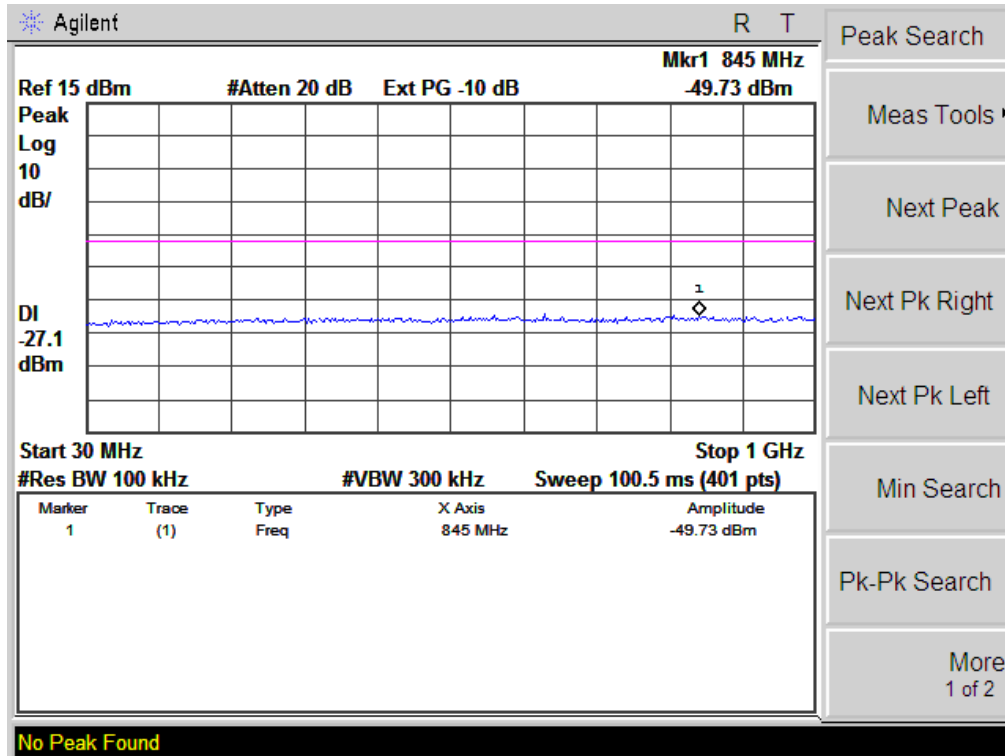 Agilent R T
Mkr1 845 MHz
Ref 15 dBm #Atten 20 dB Ext PG -10 dB -49.73 dBm
Peak
Log
10
dB/
1
DI
-27.1
dBm
Start 30 MHz Stop 1 GHz
#Res BW 100 kHz #VBW 300 kHz Sweep 100.5 ms (401 pts)
Marker Trace Type X Axis Amplitude
1 (1) Freq 845 MHz -49.73 dBm
No Peak Found
Peak Search
Meas Tools
Next Peak
Next Pk Right
Next Pk Left
Min Search
Pk-Pk Search
More
1 of 2